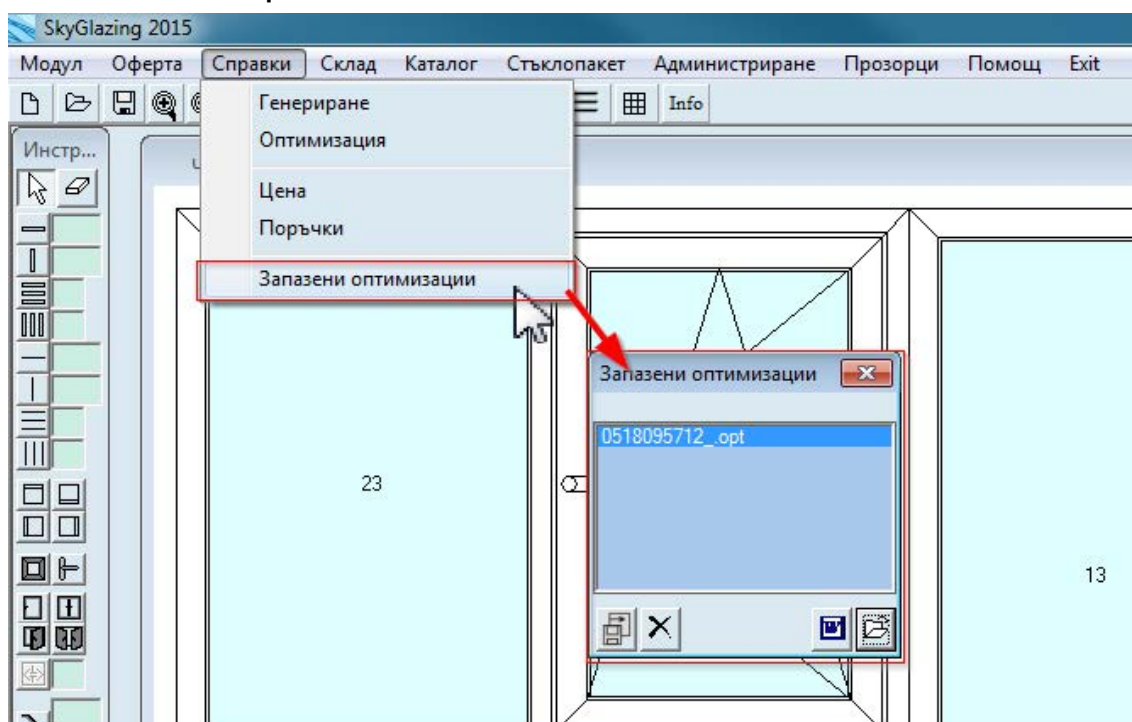 SkyGlazing 2015
Модул Оферта Справки Склад Каталог Стъклопакет Администриране Прозорци Помощ Exit
Info
Генериране
Оптимизация
Цена
Поръчки
Запазени оптимизации
Инстр...
Запазени оптимизации
0518095712_.opt
23
13